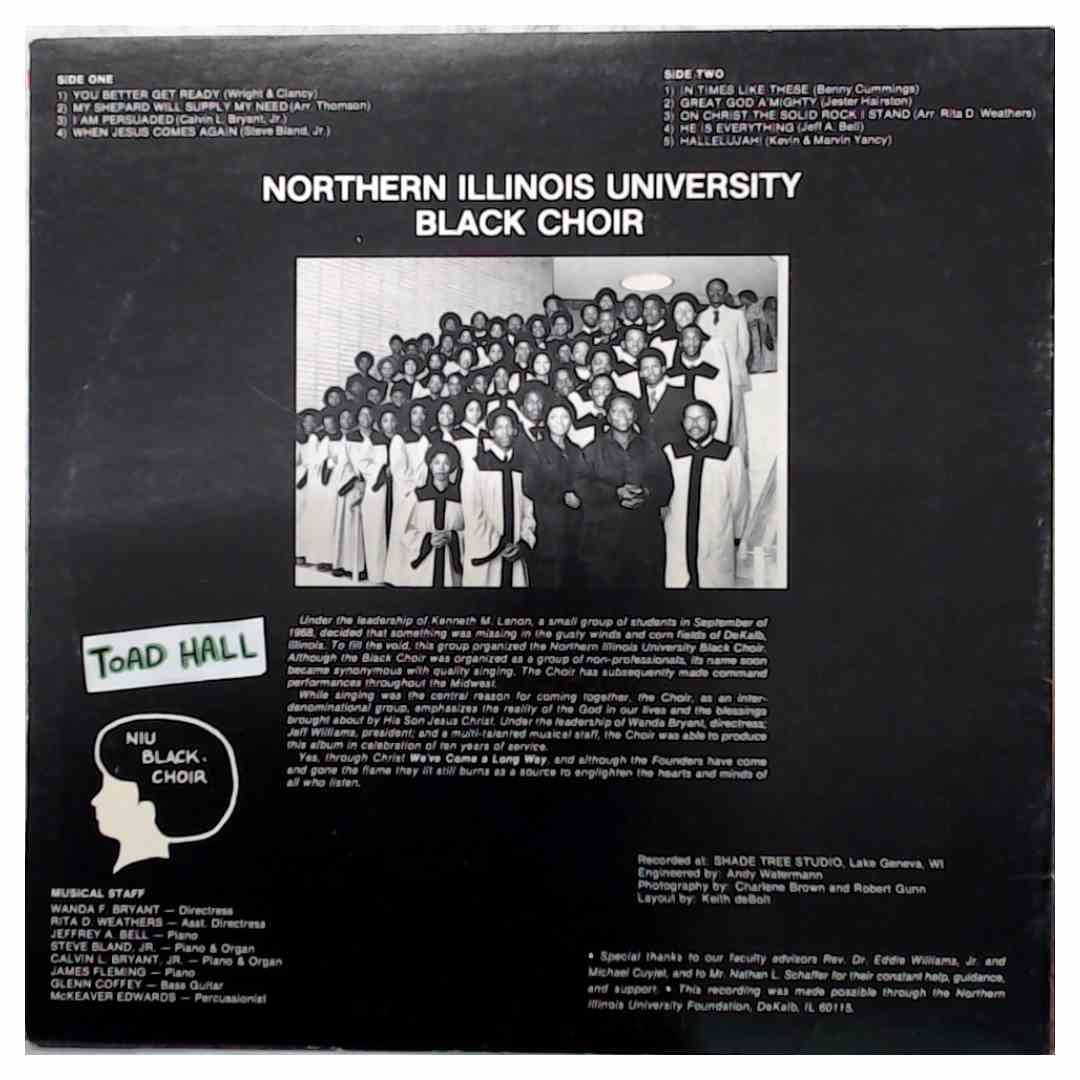 SIDE ONE
1) YOU BETTER GET READY (Wright & Clancy)
2) MY SHEPARD WILL SUPPLY MY NEED (Arr. Thomson)
3) I AM PERSUADED (Calvin L. Bryant, Jr.)
4) WHEN JESUS COMES AGAIN (Steve Bland, Jr.)
SIDE TWO
1) IN TIMES LIKE THESE (Benny Cummings)
2) GREAT GOD A'MIGHTY (Jester Hairston)
3) ON CHRIST THE SOLID ROCK I STAND (Arr. Rita D. Weathers)
4) HE IS EVERYTHING (Jeff A. Bell)
5) HALLELUJAH! (Kevin & Marvin Yancy)
NORTHERN ILLINOIS UNIVERSITY
BLACK CHOIR
Under the leadership of Kenneth M. Lenon, a small group of students in September of
1968, decided that something was missing in the gusty winds and corn fields of DeKalb,
Illinois. To fill the void, this group organized the Northern Illinois University Black Choir.
Although the Black Choir was organized as a group of non-professionals, its name soon
became synonymous with quality singing. The Choir has subsequently made command
performances throughout the Midwest.
While singing was the central reason for coming together, the Choir, as an inter-
denominational group, emphasizes the reality of the God in our lives and the blessings
brought about by His Son Jesus Christ. Under the leadership of Wanda Bryant, directress;
Jeff Williams, president; and a multi-talented musical staff, the Choir was able to produce
this album in celebration of ten years of service.
Yes, through Christ We've Come a Long Way, and although the Founders have come
and gone the flame they lit still burns as a source to englighten the hearts and minds of
all who listen.
TOAD HALL
NIU
BLACK
CHOIR
MUSICAL STAFF
WANDA F. BRYANT — Directress
RITA D. WEATHERS — Asst. Directress
JEFFREY A. BELL — Piano
STEVE BLAND, JR. — Piano & Organ
CALVIN L. BRYANT, JR. — Piano & Organ
JAMES FLEMING — Piano
GLENN COFFEY — Bass Guitar
McKEAVER EDWARDS — Percussionist
Recorded at: SHADE TREE STUDIO, Lake Geneva, WI
Engineered by: Andy Watermann
Photography by: Charlene Brown and Robert Gunn
Layout by: Keith deBolt
• Special thanks to our faculty advisors Rev. Dr. Eddie Williams, Jr. and
Michael Cuyjet, and to Mr. Nathan L. Schaffer for their constant help, guidance,
and support. • This recording was made possible through the Northern
Illinois University Foundation, DeKalb, IL 60115.